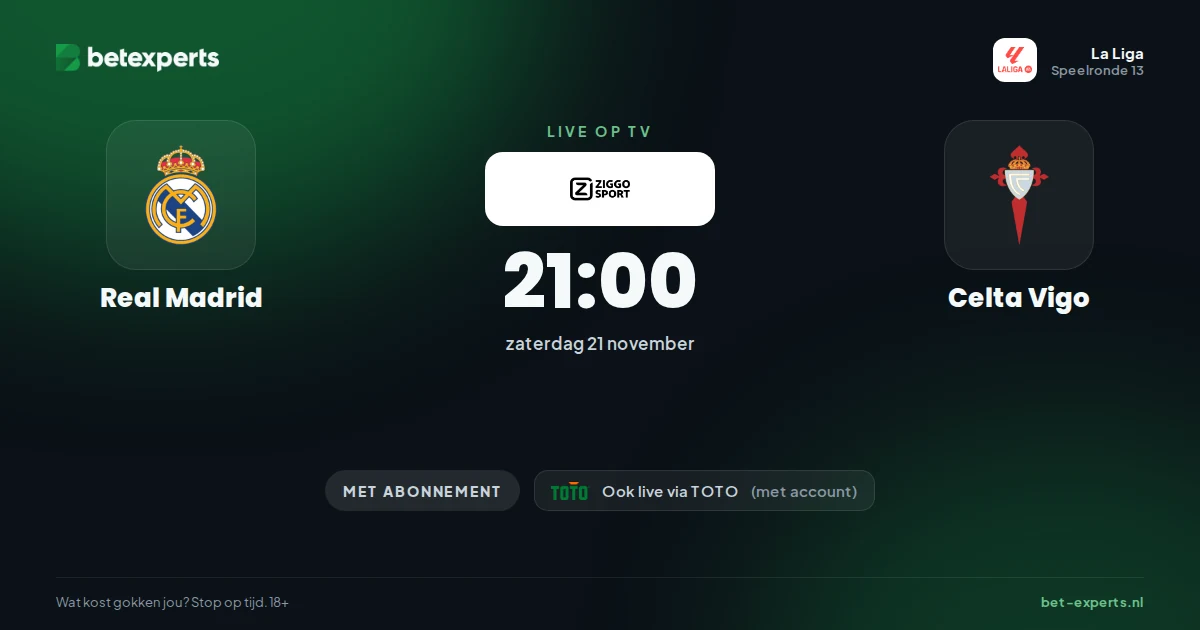 betexperts
La Liga
Speelronde 13
LALIGA
LIVE OP TV
ZIGGO
SPORT
21:00
zaterdag 21 november
Real Madrid
Celta Vigo
MET ABONNEMENT
TOTO Ook live via TOTO (met account)
Wat kost gokken jou? Stop op tijd. 18+
bet-experts.nl